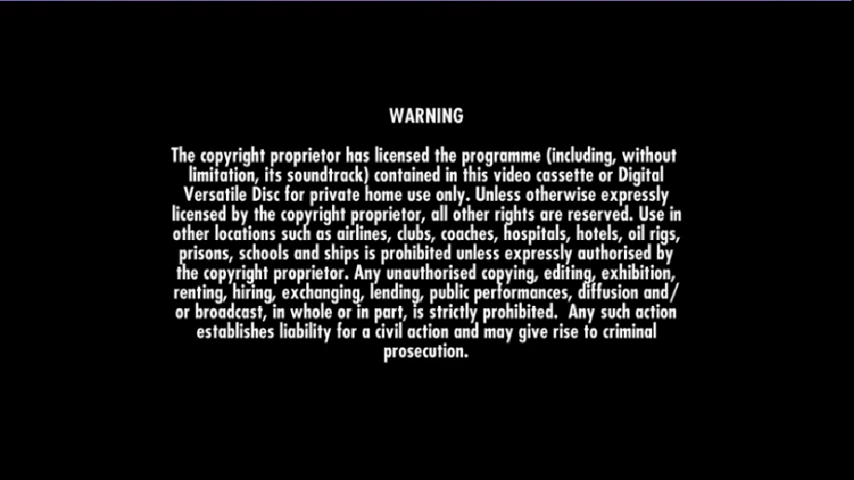 WARNING
The copyright proprietor has licensed the programme (including, without
limitation, its soundtrack) contained in this video cassette or Digital
Versatile Disc for private home use only. Unless otherwise expressly
licensed by the copyright proprietor, all other rights are reserved. Use in
other locations such as airlines, clubs, coaches, hospitals, hotels, oil rigs,
prisons, schools and ships is prohibited unless expressly authorised by
the copyright proprietor. Any unauthorised copying, editing, exhibition,
renting, hiring, exchanging, lending, public performances, diffusion and/
or broadcast, in whole or in part, is strictly prohibited.  Any such action
establishes liability for a civil action and may give rise to criminal
prosecution.